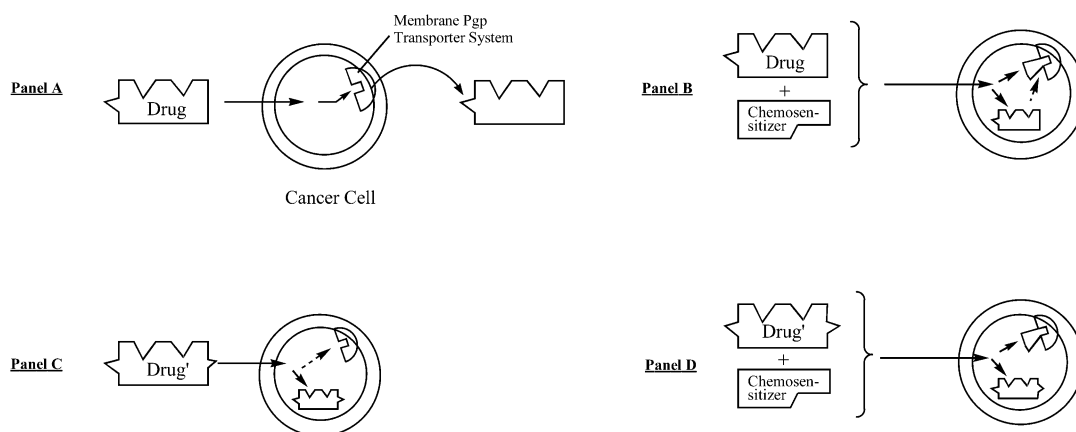 Membrane Pgp
Transporter System
Panel A
Drug
Cancer Cell
Panel B
Drug
+
Chemosen-
sitizer
Panel C
Drug'
Panel D
Drug'
+
Chemosen-
sitizer